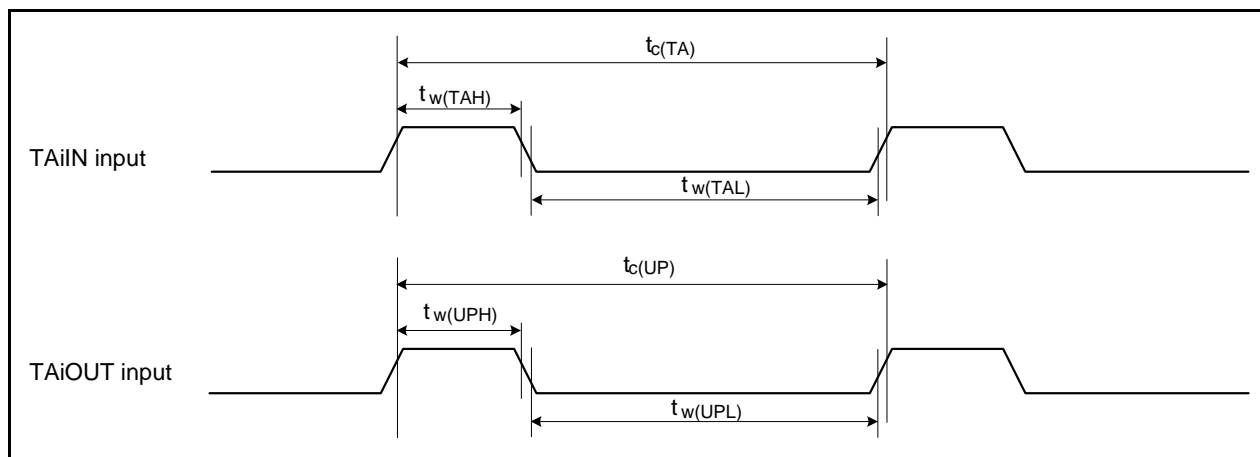 tc(TA)
tw(TAH)
TAiIN input
tw(TAL)
tc(UP)
tw(UPH)
TAiOUT input
tw(UPL)